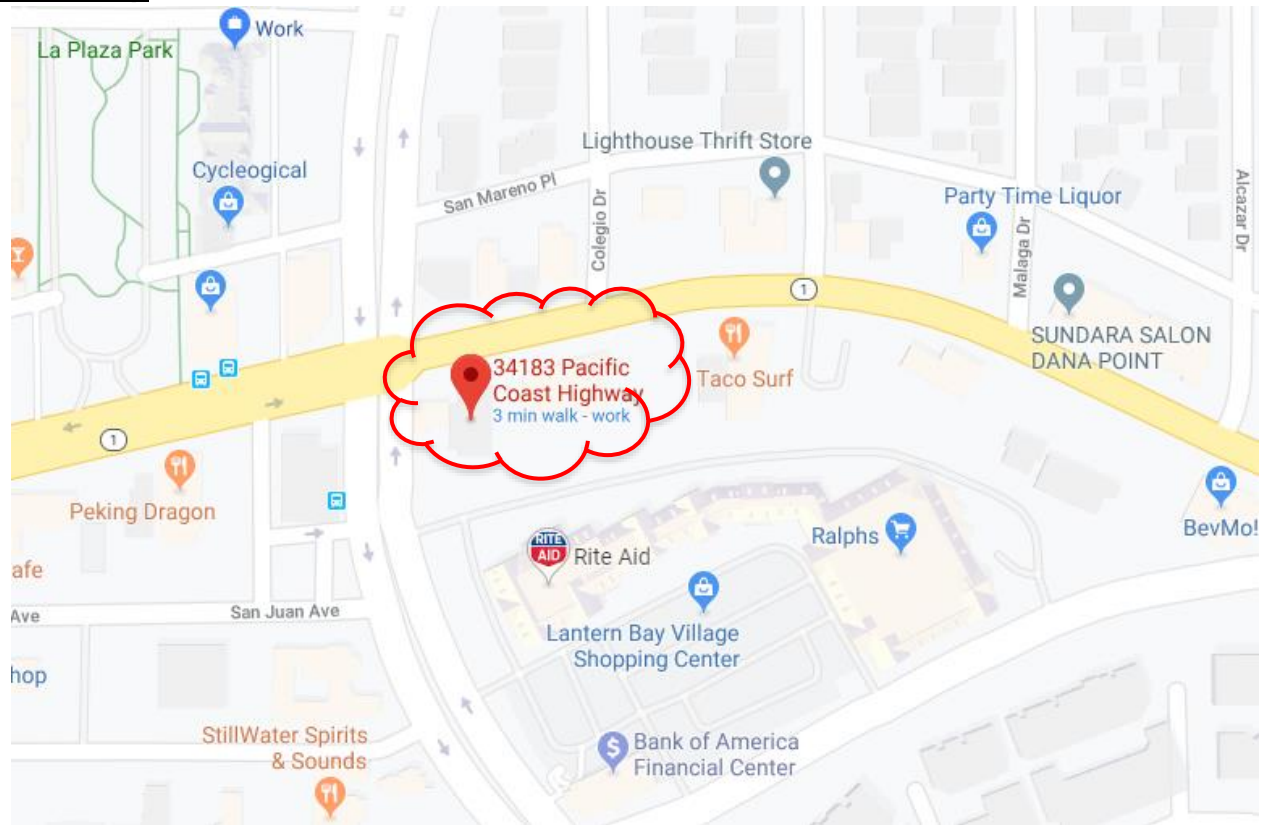 Work
La Plaza Park
Lighthouse Thrift Store
Cycleogical
San Mareno Pl
Colegio Dr
Party Time Liquor
Alcazar Dr
Malaga Dr
1
SUNDARA SALON
DANA POINT
34183 Pacific
Coast Highway
3 min walk - work
Taco Surf
1
Peking Dragon
RITE
AID
Rite Aid
Ralphs
BevMo!
afe
Ave
San Juan Ave
Lantern Bay Village
Shopping Center
hop
StillWater Spirits
& Sounds
$
Bank of America
Financial Center